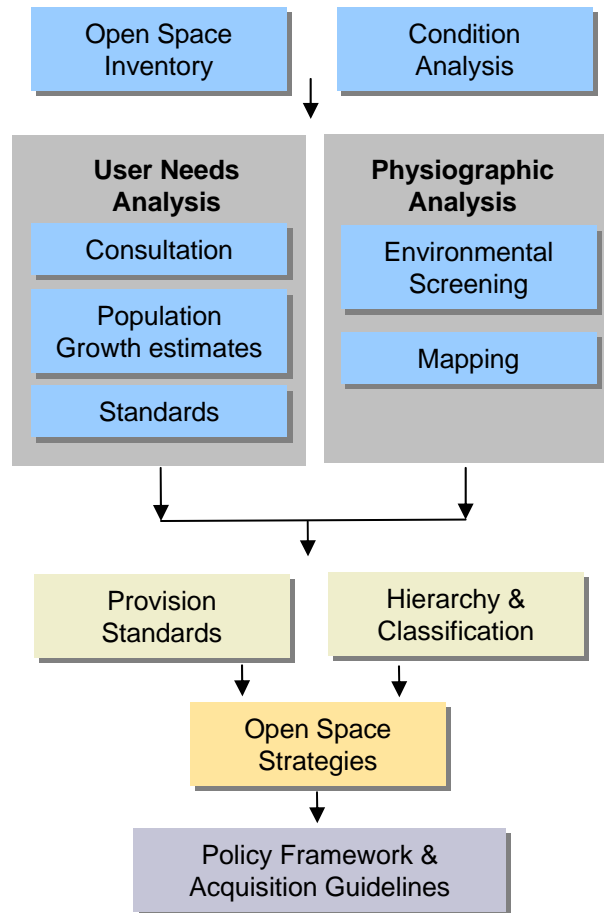 Open Space
Inventory
Condition
Analysis
User Needs
Analysis
Consultation
Population
Growth estimates
Standards
Physiographic
Analysis
Environmental
Screening
Mapping
Provision
Standards
Hierarchy &
Classification
Open Space
Strategies
Policy Framework &
Acquisition Guidelines